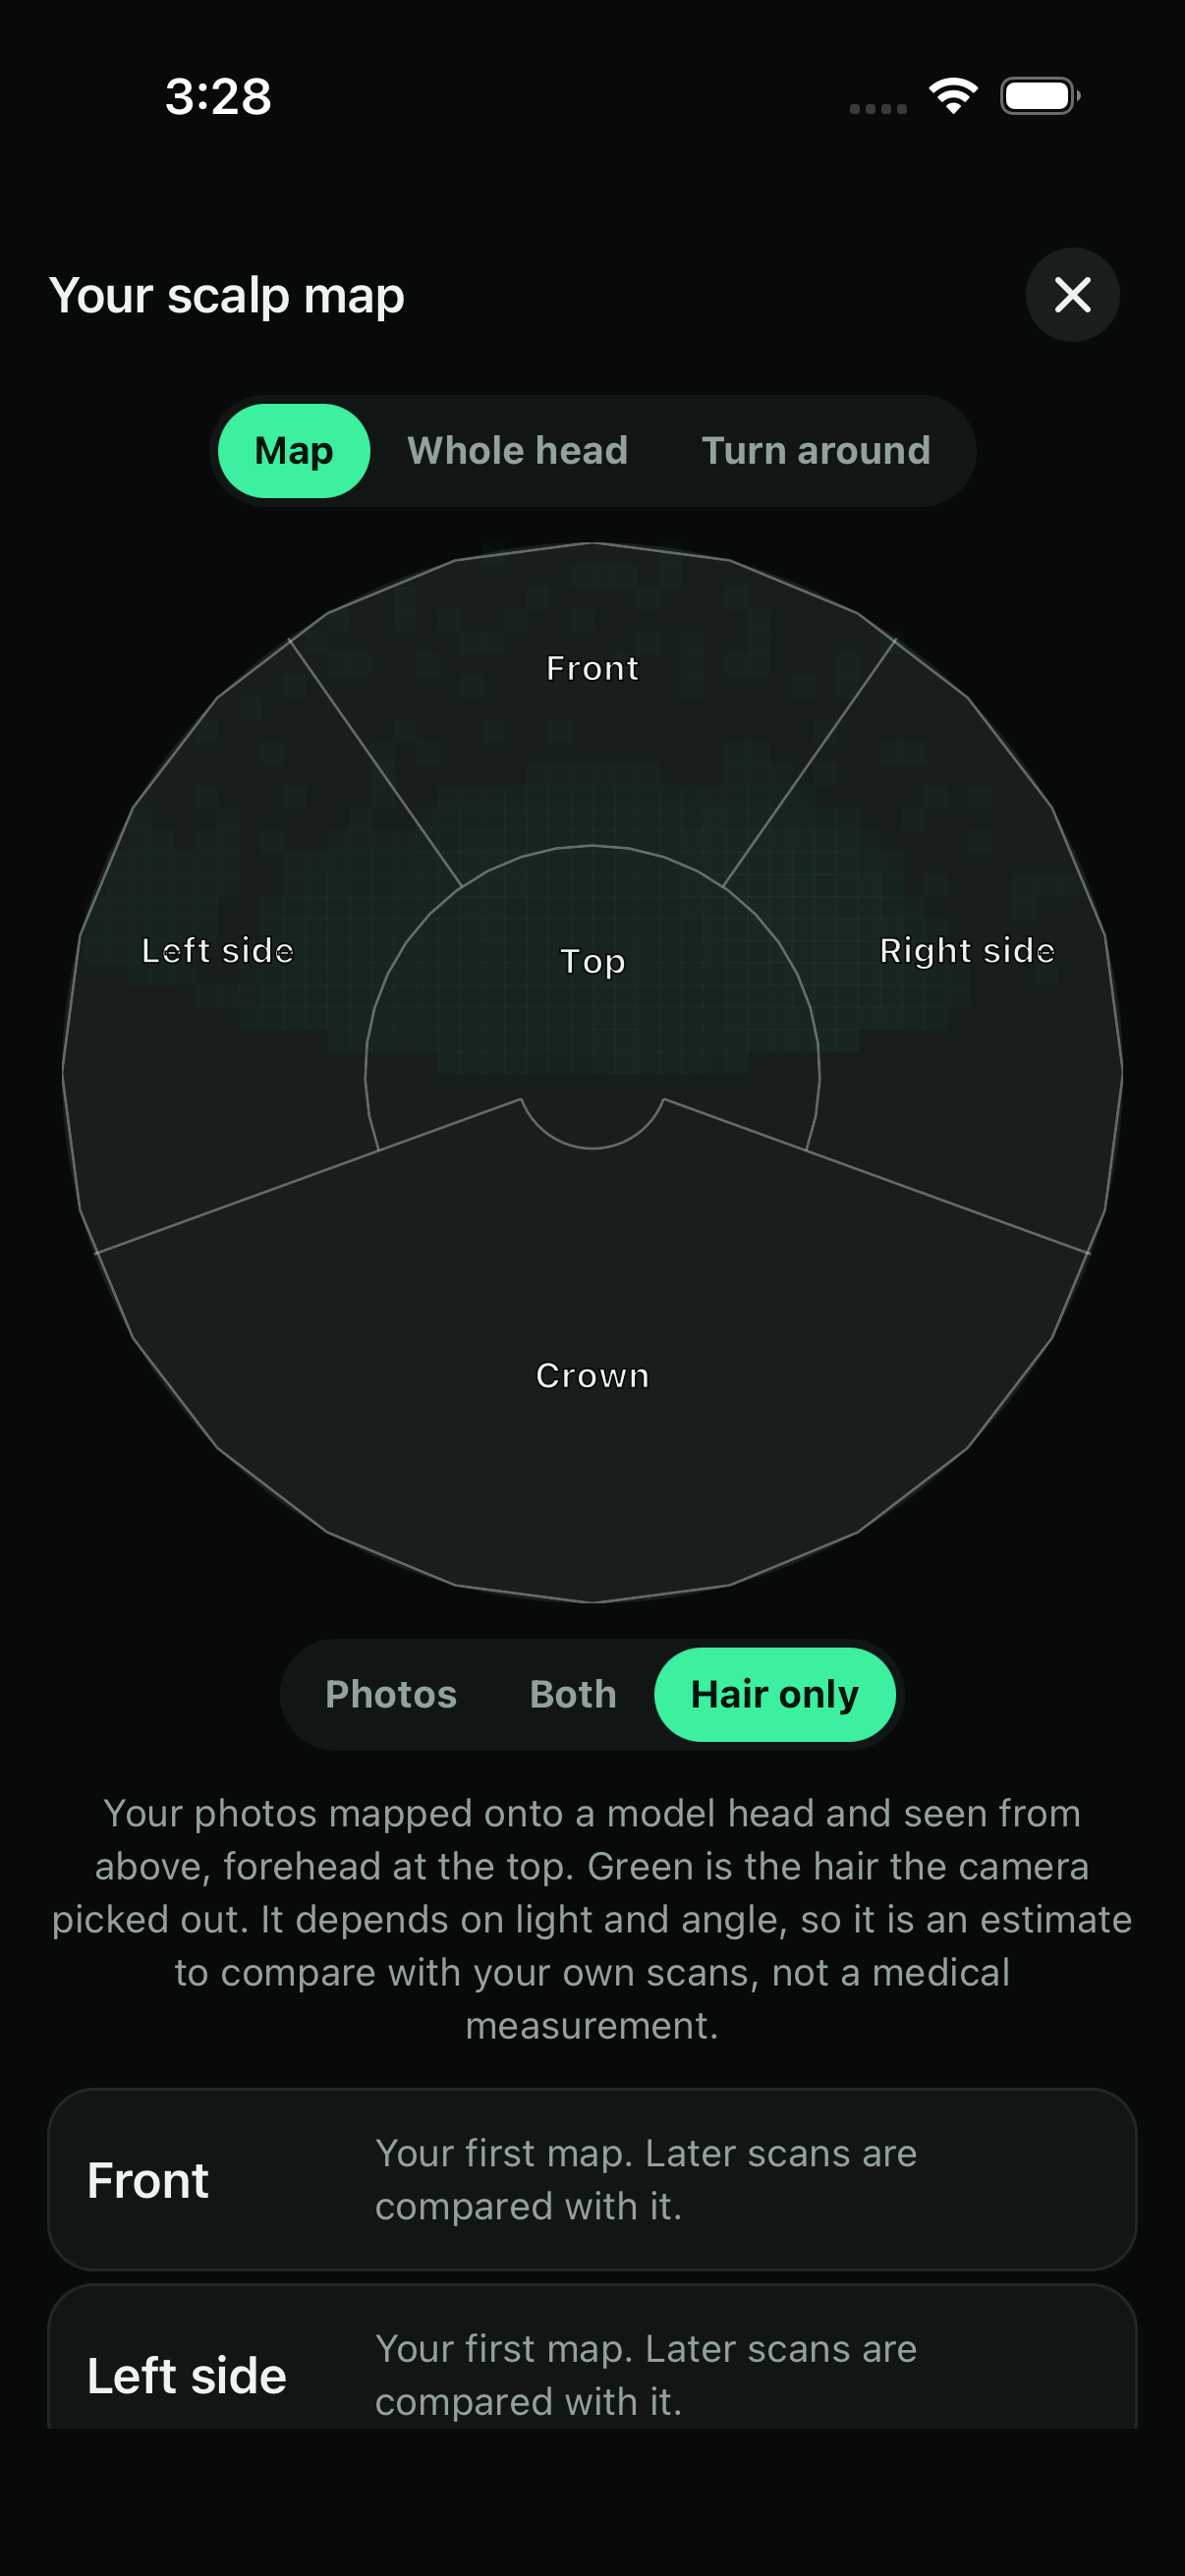 3:28
Your scalp map
Map Whole head Turn around
Front
Left side Top Right side
Crown
Photos Both Hair only
Your photos mapped onto a model head and seen from
above, forehead at the top. Green is the hair the camera
picked out. It depends on light and angle, so it is an estimate
to compare with your own scans, not a medical
measurement.
Front
Your first map. Later scans are
compared with it.
Left side
Your first map. Later scans are
compared with it.